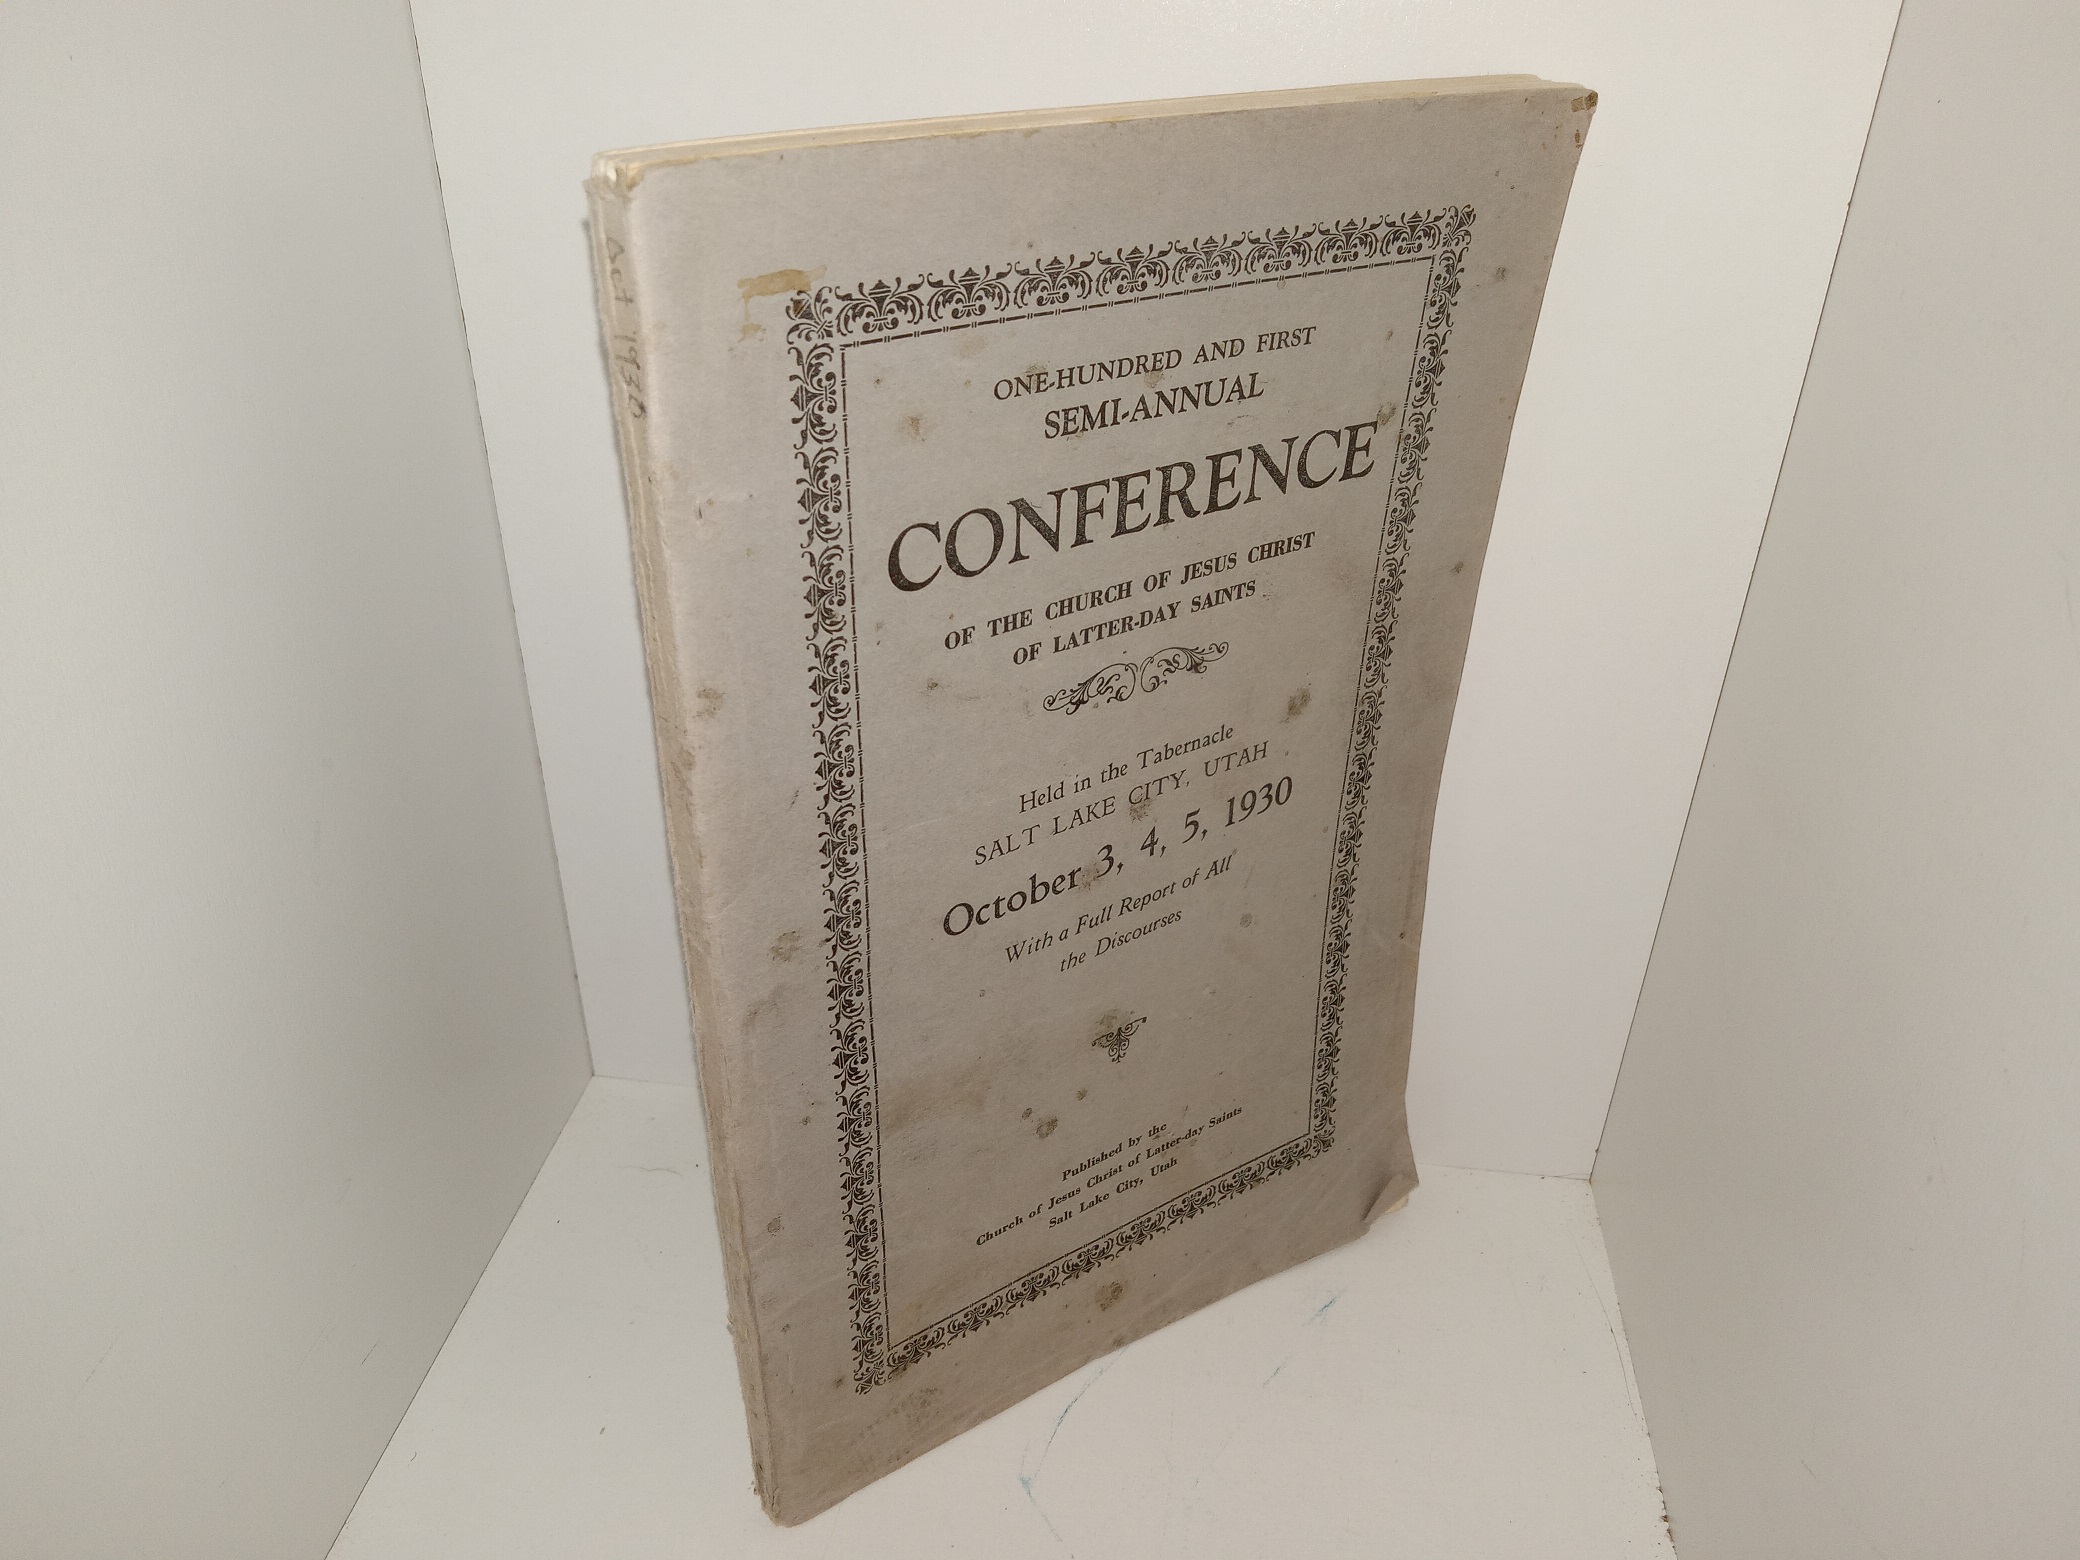 Oct 1930
ONE-HUNDRED AND FIRST
SEMI-ANNUAL
CONFERENCE
OF THE CHURCH OF JESUS CHRIST
OF LATTER-DAY SAINTS
Held in the Tabernacle
SALT LAKE CITY, UTAH
October 3, 4, 5, 1930
With a Full Report of All
the Discourses
Published by the
Church of Jesus Christ of Latter-day Saints
Salt Lake City, Utah